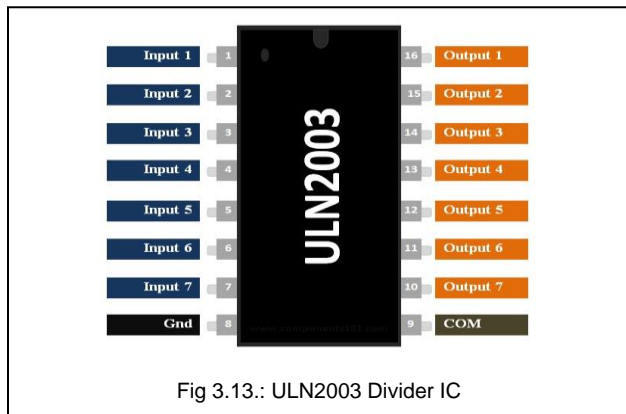 Input 1 1 16 Output 1
Input 2 2 15 Output 2
Input 3 3 14 Output 3
Input 4 4 13 Output 4
Input 5 5 12 Output 5
Input 6 6 11 Output 6
Input 7 7 10 Output 7
Gnd 8 9 COM
ULN2003
www.components101.com
Fig 3.13.: ULN2003 Divider IC